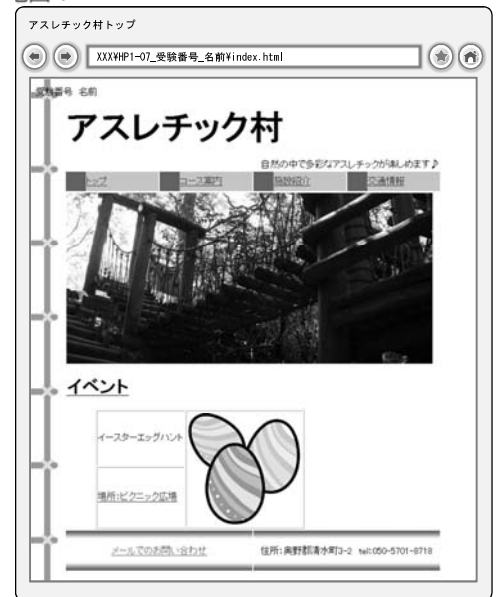 アスレチック村トップ
XXX¥HP1-07_受験番号_名前¥index.html
受験番号 名前
アスレチック村
自然の中で多彩なアスレチックが楽しめます♪
トップ コース案内 施設紹介 交通情報
イベント
イースターエッグハント
場所:ピクニック広場
メールでのお問い合わせ 住所:奥野郡清水町3-2 tel:050-5701-8718